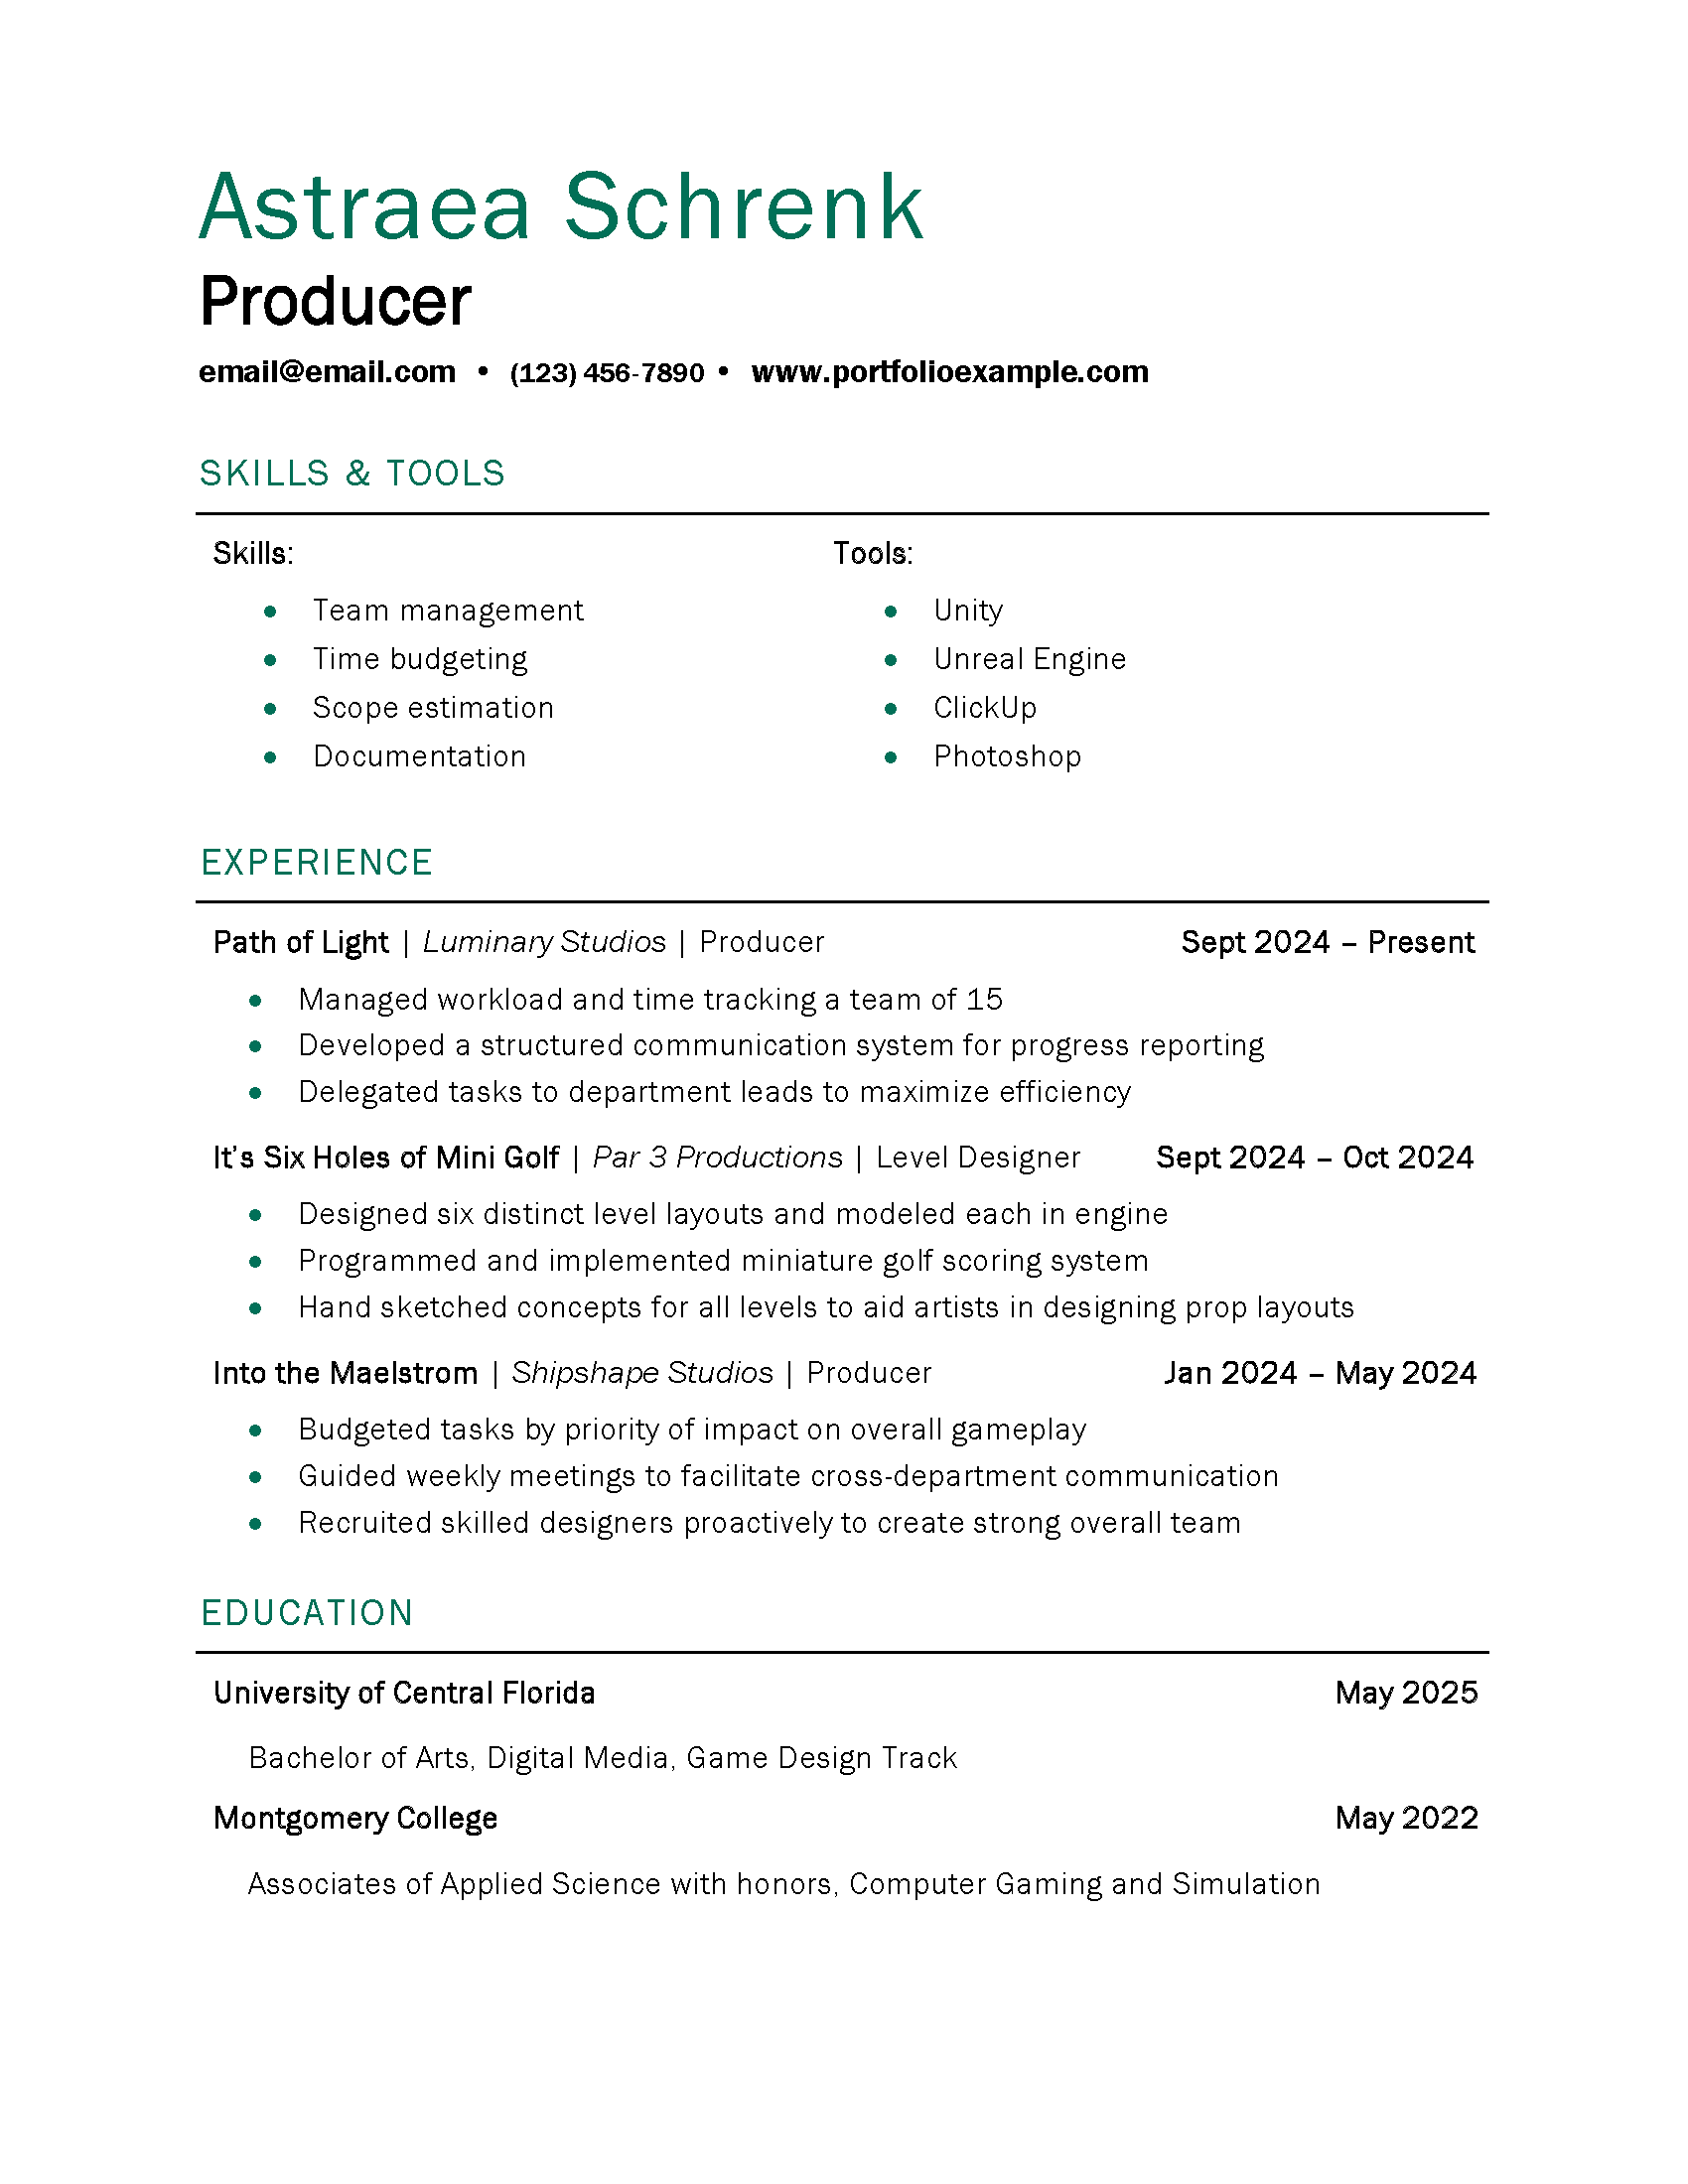 Astraea Schrenk
Producer
email@email.com • (123) 456-7890 • www.portfolioexample.com
SKILLS & TOOLS
Skills:
• Team management
• Time budgeting
• Scope estimation
• Documentation
Tools:
• Unity
• Unreal Engine
• ClickUp
• Photoshop
EXPERIENCE
Path of Light | Luminary Studios | Producer Sept 2024 – Present
• Managed workload and time tracking a team of 15
• Developed a structured communication system for progress reporting
• Delegated tasks to department leads to maximize efficiency
It's Six Holes of Mini Golf | Par 3 Productions | Level Designer Sept 2024 – Oct 2024
• Designed six distinct level layouts and modeled each in engine
• Programmed and implemented miniature golf scoring system
• Hand sketched concepts for all levels to aid artists in designing prop layouts
Into the Maelstrom | Shipshape Studios | Producer Jan 2024 – May 2024
• Budgeted tasks by priority of impact on overall gameplay
• Guided weekly meetings to facilitate cross-department communication
• Recruited skilled designers proactively to create strong overall team
EDUCATION
University of Central Florida May 2025
Bachelor of Arts, Digital Media, Game Design Track
Montgomery College May 2022
Associates of Applied Science with honors, Computer Gaming and Simulation